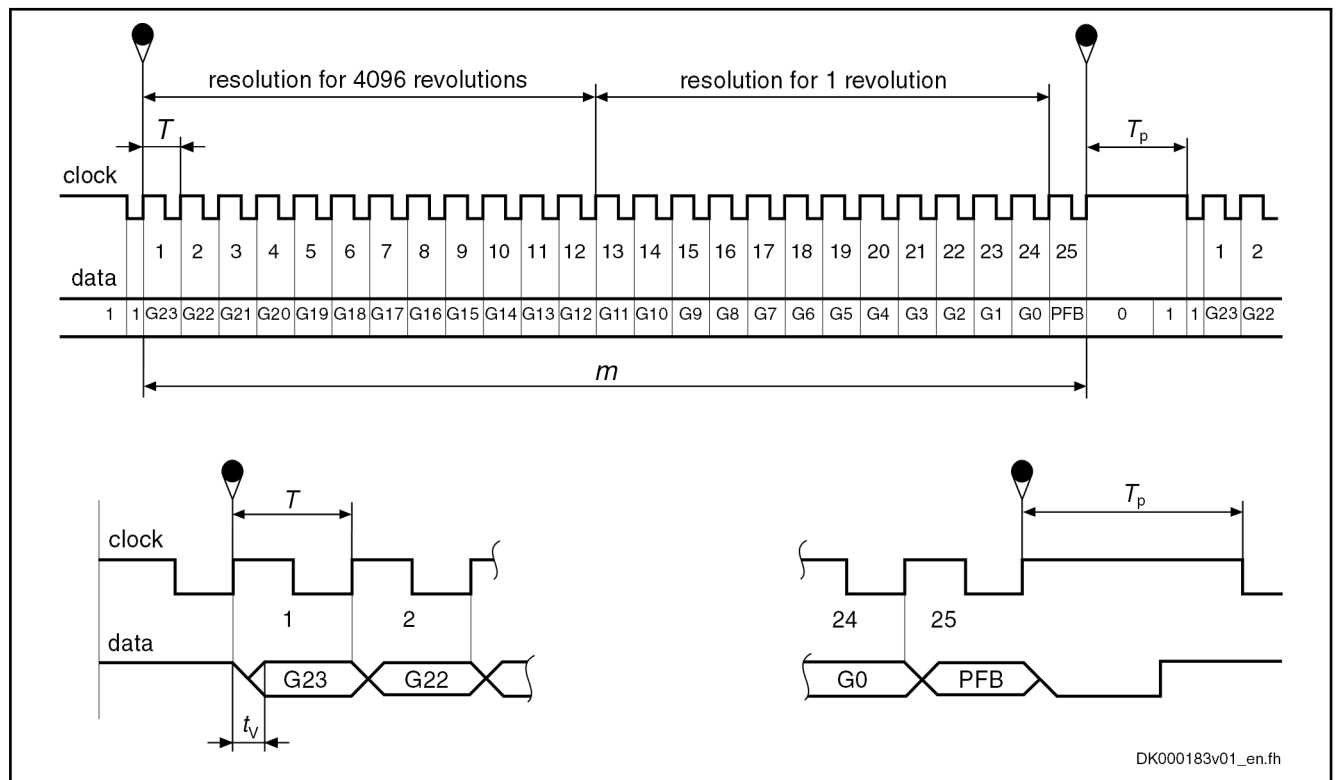 resolution for 4096 revolutions resolution for 1 revolution
T Tp
clock
1 2 3 4 5 6 7 8 9 10 11 12 13 14 15 16 17 18 19 20 21 22 23 24 25 1 2
data
1 1 G23 G22 G21 G20 G19 G18 G17 G16 G15 G14 G13 G12 G11 G10 G9 G8 G7 G6 G5 G4 G3 G2 G1 G0 PFB 0 1 1 G23 G22
m
T Tp
clock
1 2 24 25
data
G23 G22 G0 PFB
tV
DK000183v01_en.fh